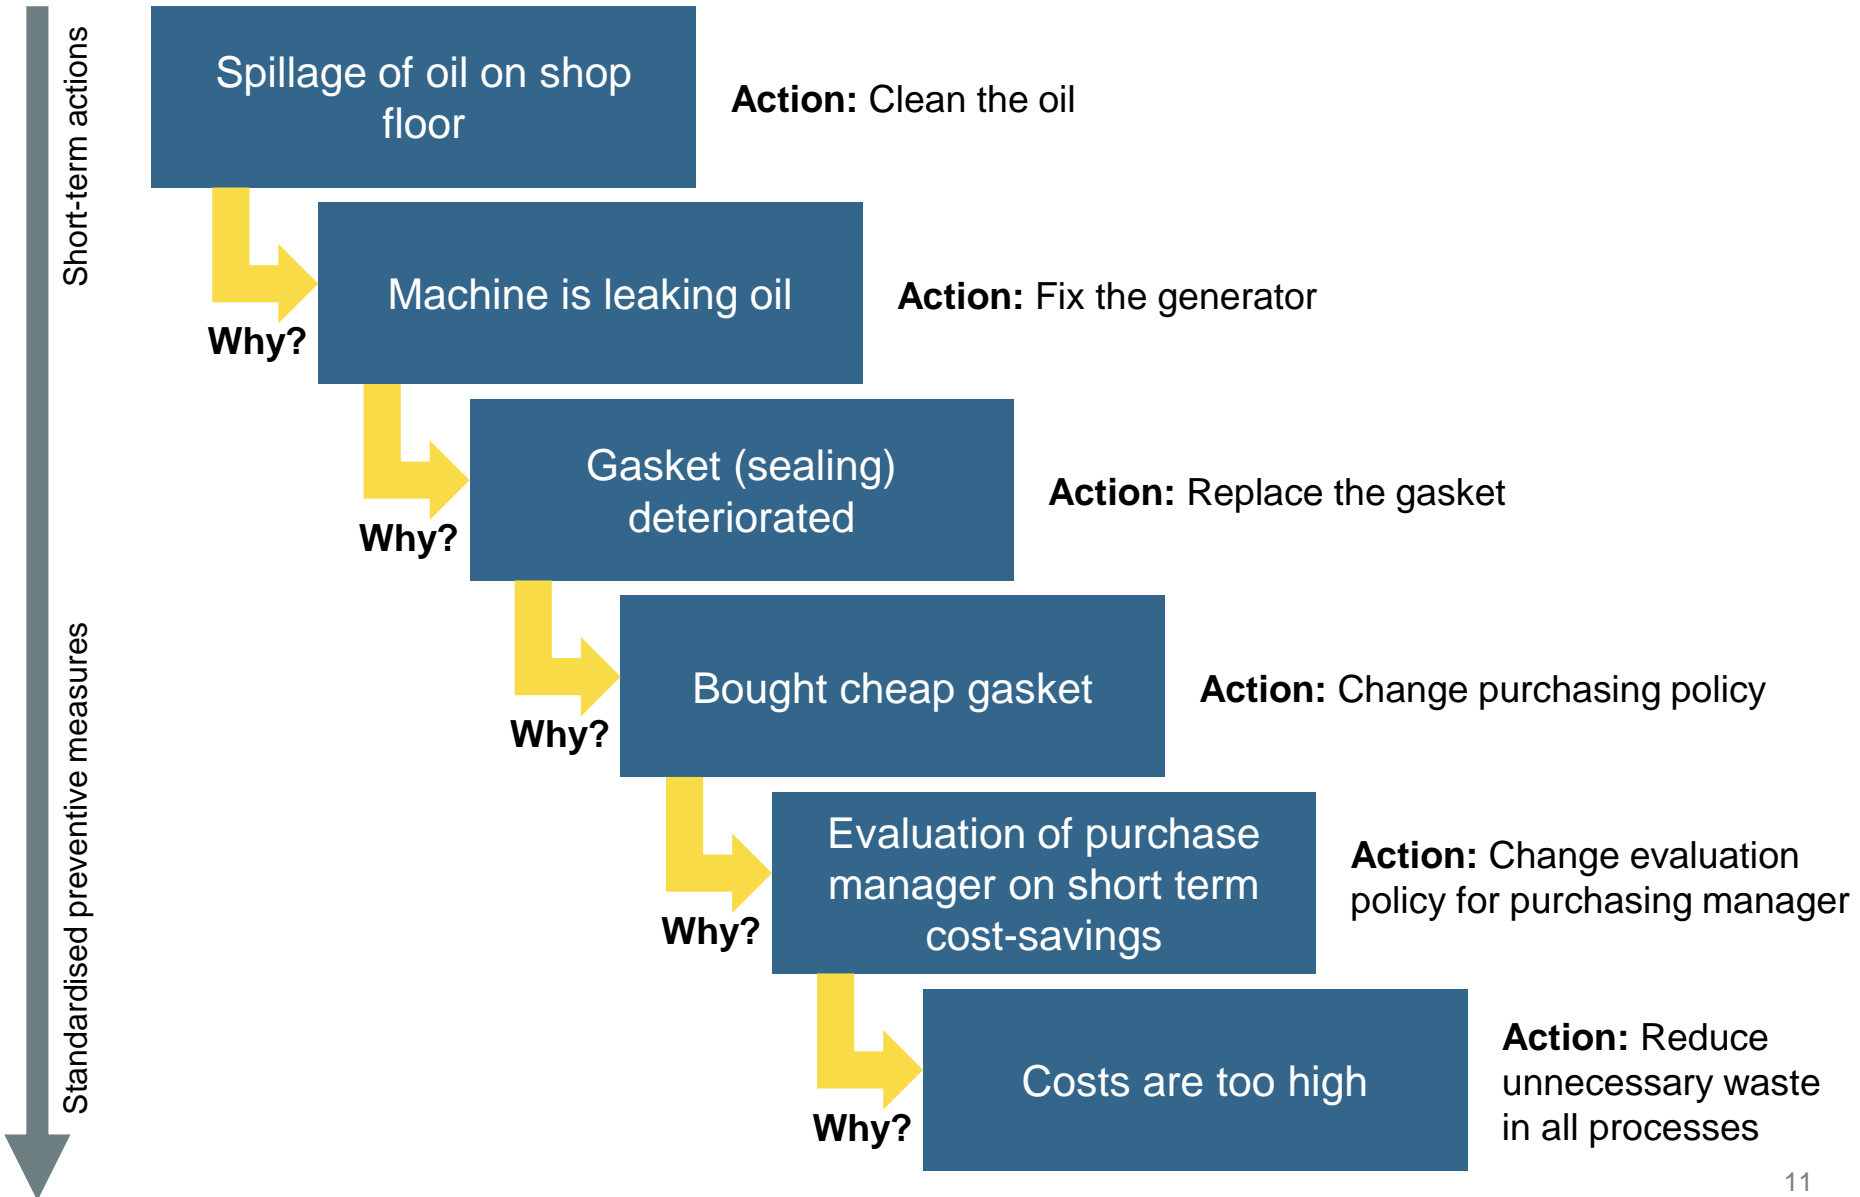 Short-term actions
Standardised preventive measures
Spillage of oil on shop
floor
Action: Clean the oil
Why?
Machine is leaking oil
Action: Fix the generator
Why?
Gasket (sealing)
deteriorated
Action: Replace the gasket
Why?
Bought cheap gasket
Action: Change purchasing policy
Why?
Evaluation of purchase
manager on short term
cost-savings
Action: Change evaluation
policy for purchasing manager
Why?
Costs are too high
Action: Reduce
unnecessary waste
in all processes
11